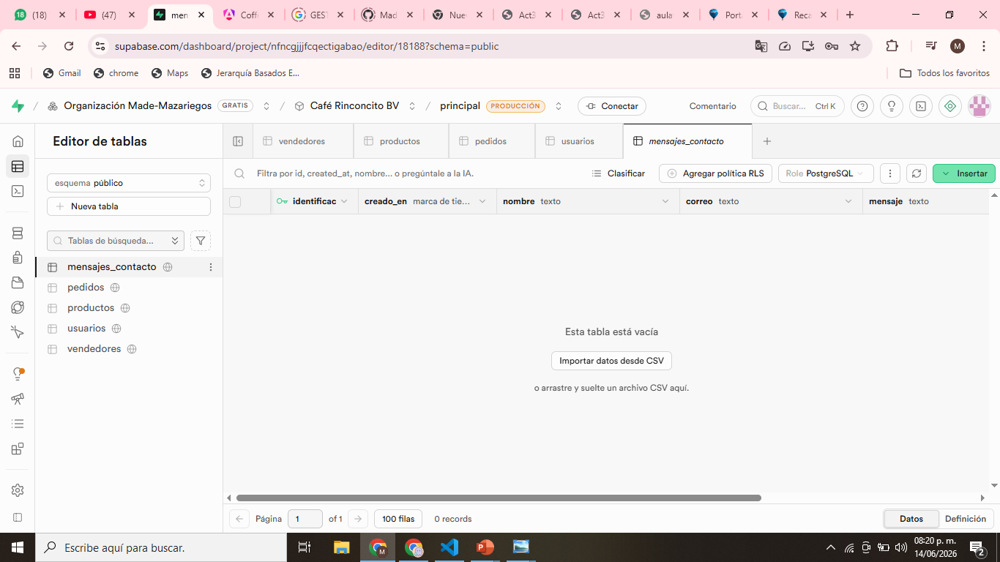 (18)
(47)
men
Coff
GEST
Mad
Nue
Act3
Act3
aula
Port
Reca
supabase.com/dashboard/project/nfncgjjjfcqectigabao/editor/18188?schema=public
M
Gmail
chrome
Maps
Jerarquía Basados E...
Todos los favoritos
Organización Made-Mazariegos GRATIS
Café Rinconcito BV
principal PRODUCCIÓN
Conectar
Comentario
Buscar... Ctrl K
Editor de tablas
vendedores
productos
pedidos
usuarios
mensajes_contacto
esquema público
Nueva tabla
Tablas de búsqueda...
mensajes_contacto
pedidos
productos
usuarios
vendedores
Filtra por id, created_at, nombre... o pregúntale a la IA.
Clasificar
Agregar política RLS
Role PostgreSQL
Insertar
identificac
creado_en marca de tie...
nombre texto
correo texto
mensaje texto
Esta tabla está vacía
Importar datos desde CSV
o arrastre y suelte un archivo CSV aquí.
Página 1 of 1
100 filas
0 records
Datos
Definición
Escribe aquí para buscar.
08:20 p. m.
14/06/2026
2